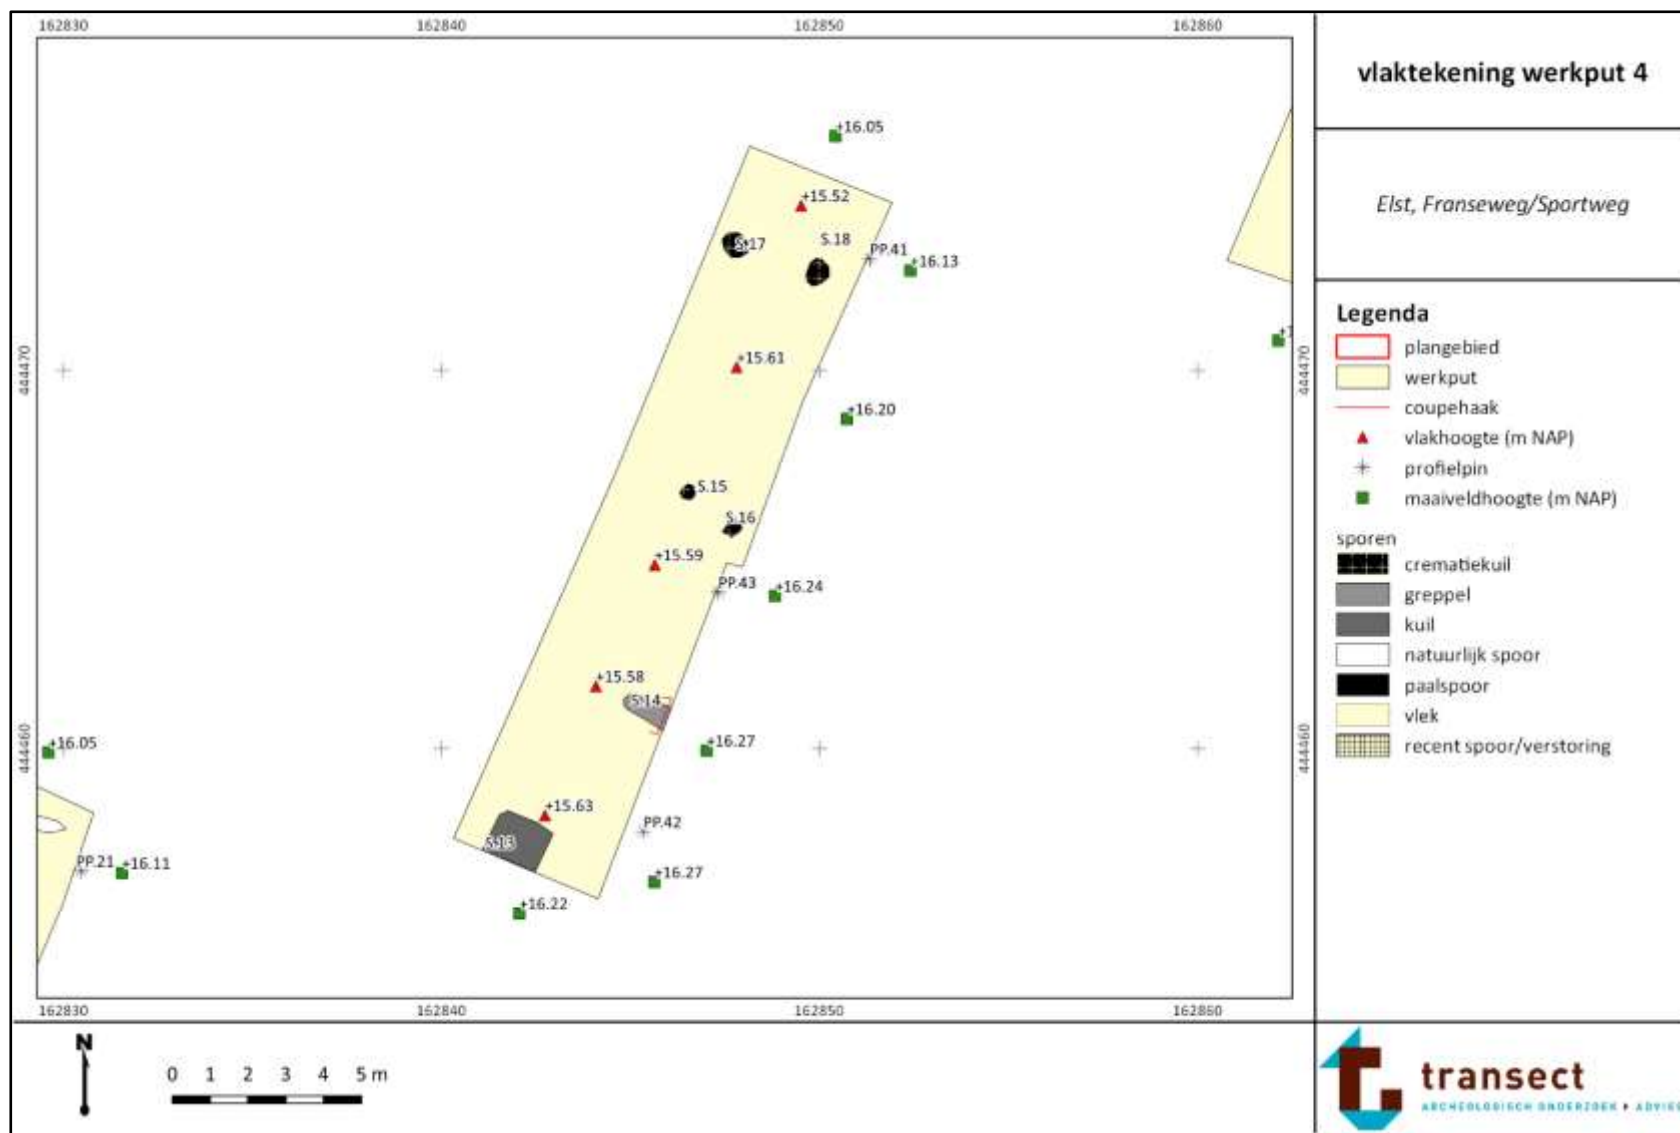 162830 162840 162850 162860
vlaktekening werkput 4
Elst, Franseweg/Sportweg
+16.05
+15.52
S.17
S.18
PP.41
+16.13
444470
444470
+15.61
+16.20
S.15
S.16
+15.59
PP.43
+16.24
+15.58
S.14
444460
444460
+16.05
+16.27
+15.63
S.13
PP.42
PP.21
+16.11
+16.27
+16.22
162830 162840 162850 162860
Legenda
plangebied
werkput
coupehaak
vlakhoogte (m NAP)
profielpin
maaiveldhoogte (m NAP)
sporen
crematiekuil
greppel
kuil
natuurlijk spoor
paalspoor
vlek
recent spoor/verstoring
N
0 1 2 3 4 5 m
transect
ARCHEOLOGISCH ONDERZOEK & ADVIES